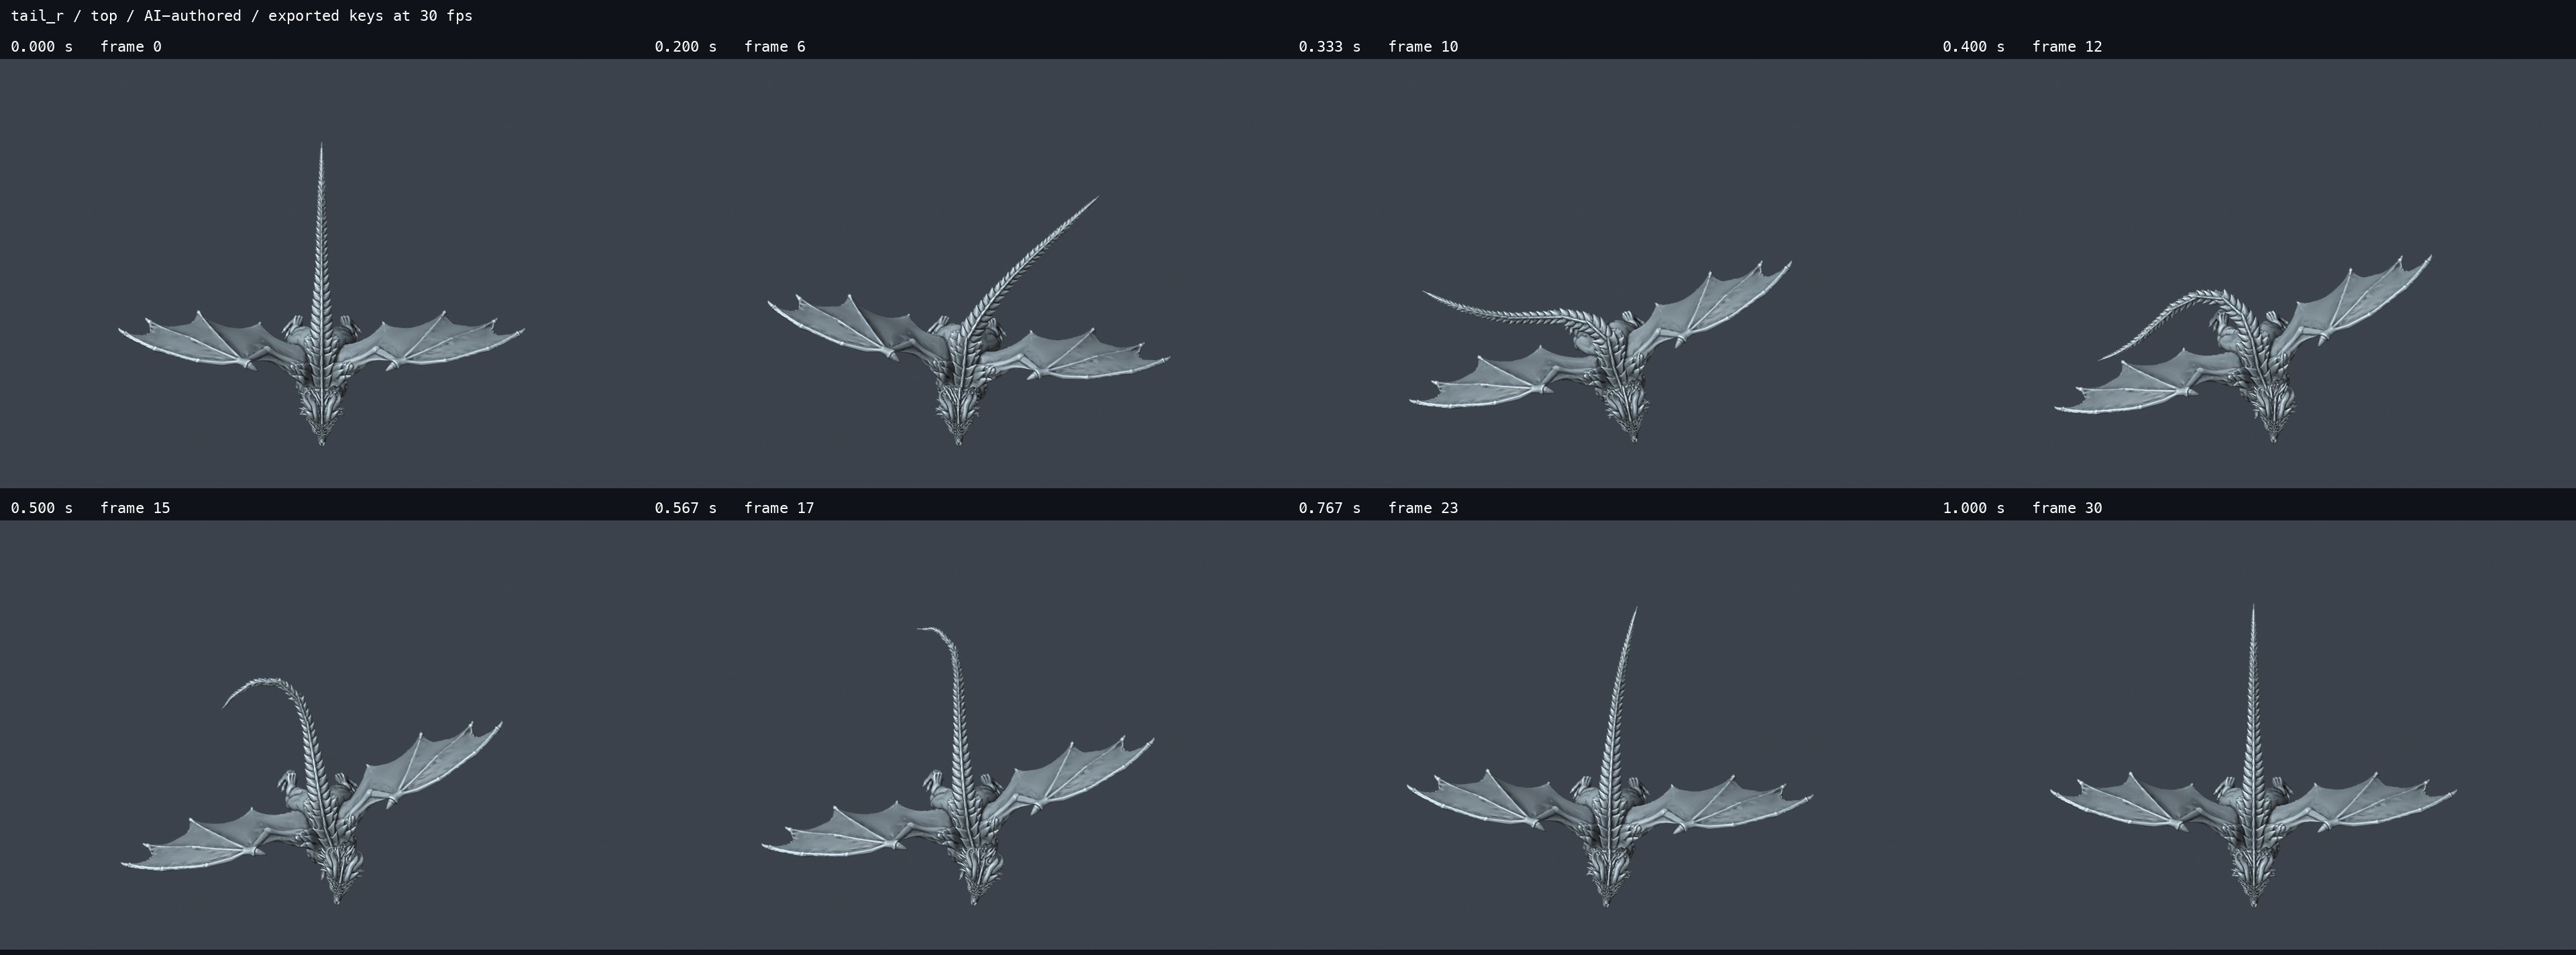 tail_r / top / AI-authored / exported keys at 30 fps
0.000 s   frame 0
0.200 s   frame 6
0.333 s   frame 10
0.400 s   frame 12
0.500 s   frame 15
0.567 s   frame 17
0.767 s   frame 23
1.000 s   frame 30